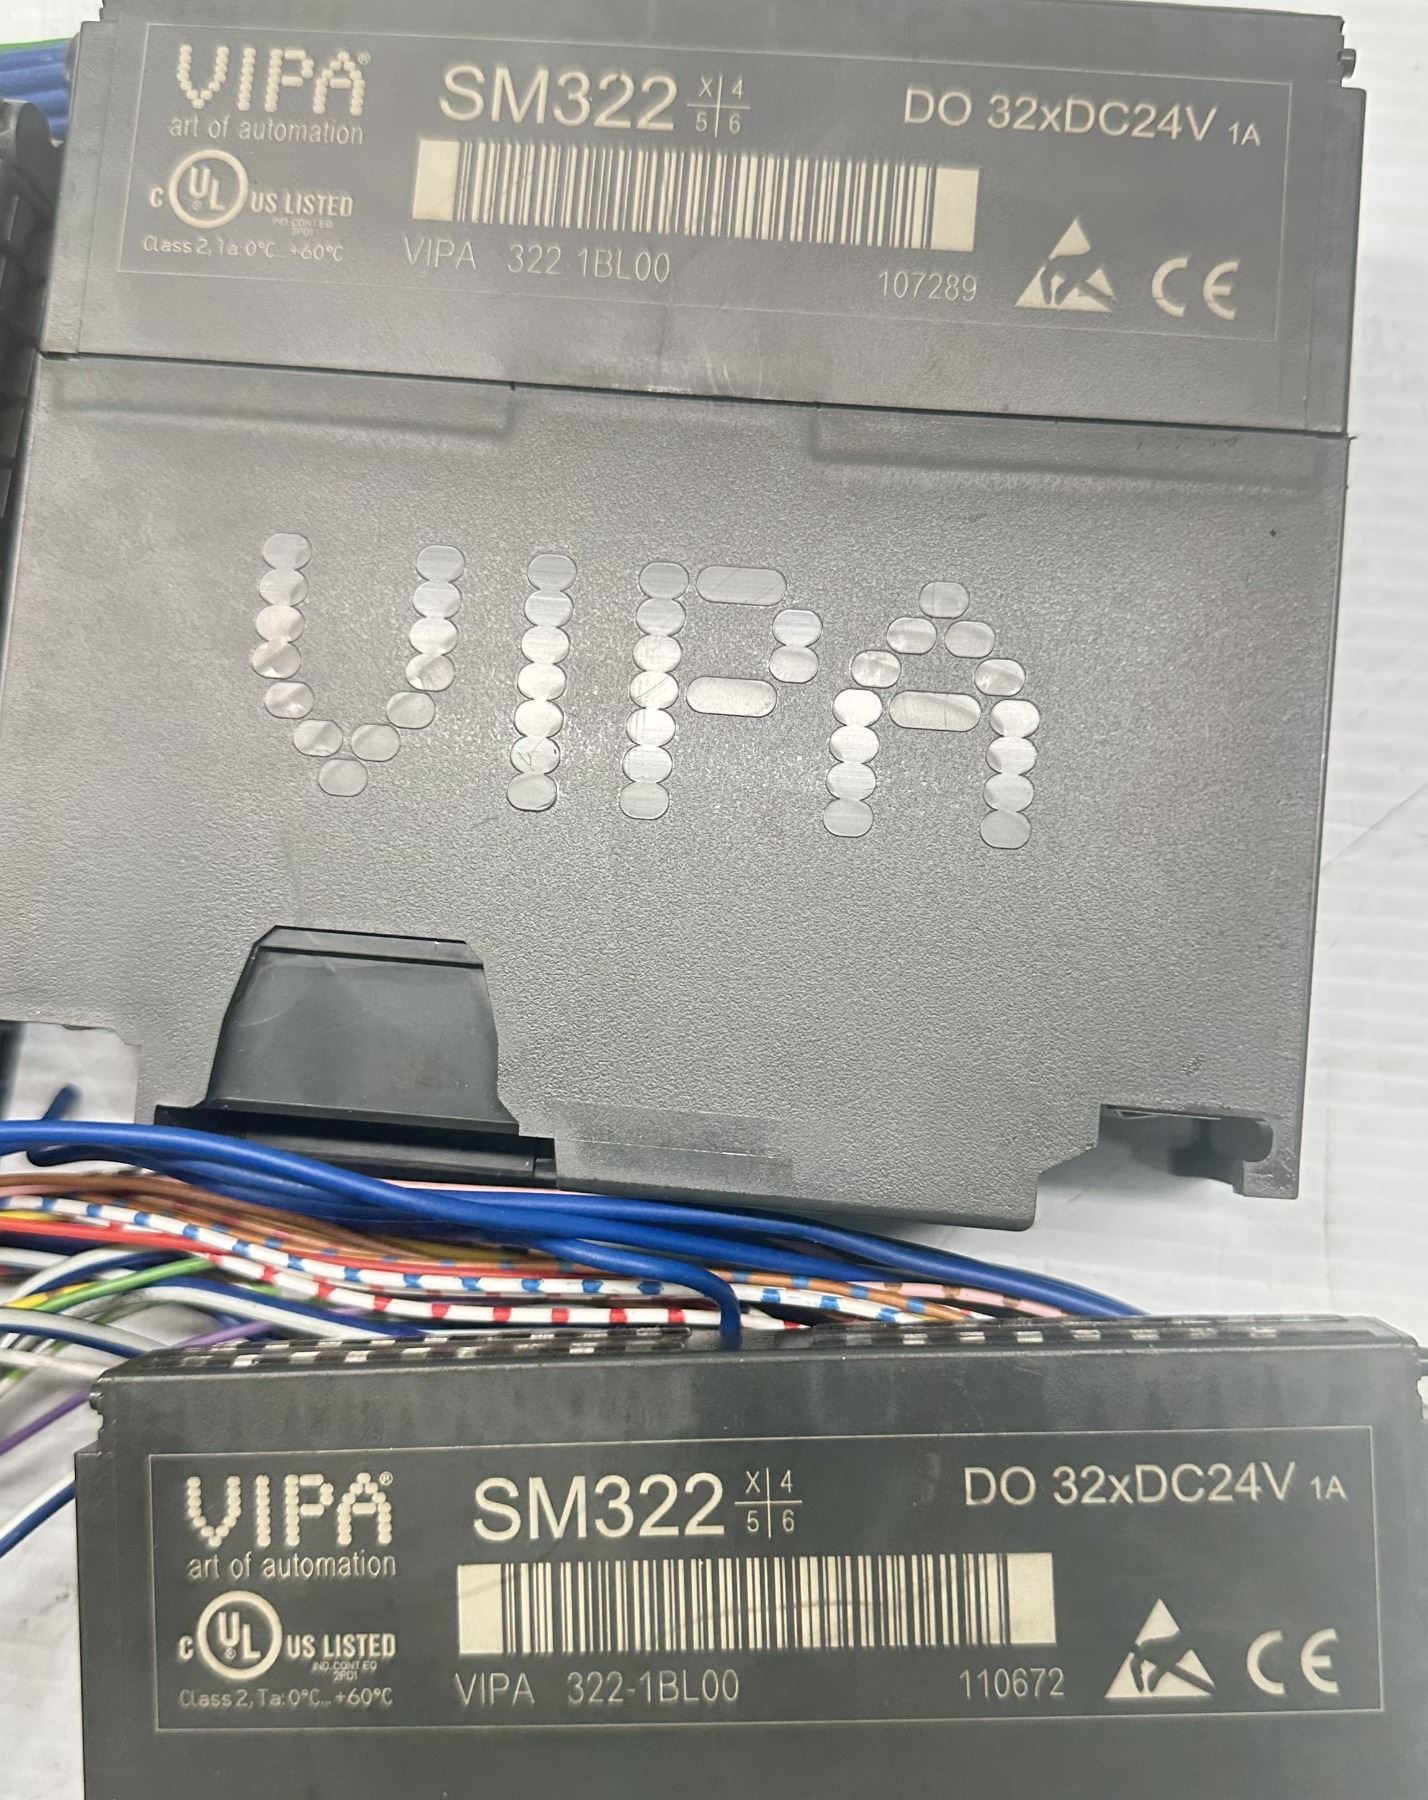 VIPA®
art of automation
SM322 X 4
5 6
DO 32xDC24V 1A
C UL® US LISTED
IND.CONT.EQ
2PD1
Class 2, Ta: 0°C... +60°C
VIPA 322 1BL00
107289
CE
VIPA
VIPA®
art of automation
SM322 X 4
5 6
DO 32xDC24V 1A
C UL® US LISTED
IND.CONT.EQ
2PD1
Class 2, Ta: 0°C... +60°C
VIPA 322-1BL00
110672
CE